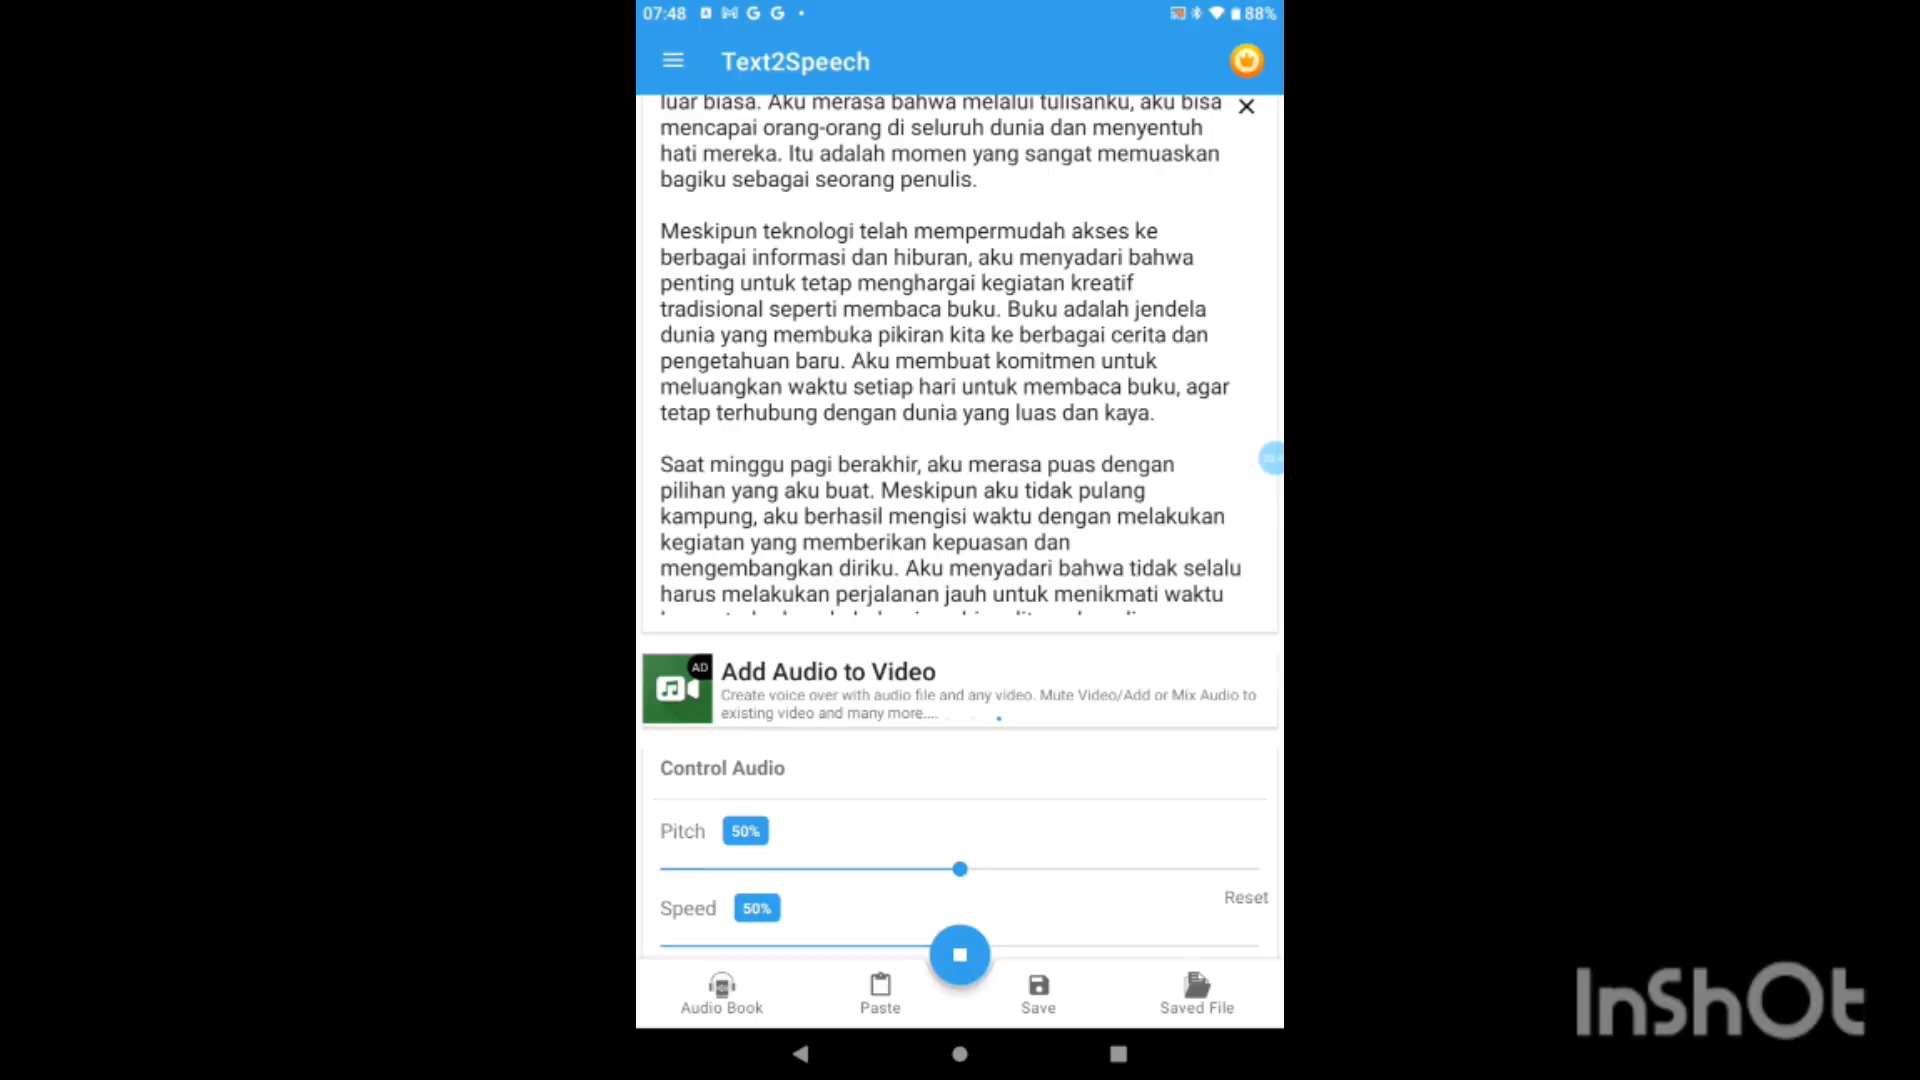 07:48
88%
Text2Speech
luar biasa. Aku merasa bahwa melalui tulisanku, aku bisa
mencapai orang-orang di seluruh dunia dan menyentuh
hati mereka. Itu adalah momen yang sangat memuaskan
bagiku sebagai seorang penulis.
Meskipun teknologi telah mempermudah akses ke
berbagai informasi dan hiburan, aku menyadari bahwa
penting untuk tetap menghargai kegiatan kreatif
tradisional seperti membaca buku. Buku adalah jendela
dunia yang membuka pikiran kita ke berbagai cerita dan
pengetahuan baru. Aku membuat komitmen untuk
meluangkan waktu setiap hari untuk membaca buku, agar
tetap terhubung dengan dunia yang luas dan kaya.
Saat minggu pagi berakhir, aku merasa puas dengan
pilihan yang aku buat. Meskipun aku tidak pulang
kampung, aku berhasil mengisi waktu dengan melakukan
kegiatan yang memberikan kepuasan dan
mengembangkan diriku. Aku menyadari bahwa tidak selalu
harus melakukan perjalanan jauh untuk menikmati waktu
AD
Add Audio to Video
Create voice over with audio file and any video. Mute Video/Add or Mix Audio to
existing video and many more....
Control Audio
Pitch 50%
Reset
Speed 50%
Audio Book
Paste
Save
Saved File
InShOt